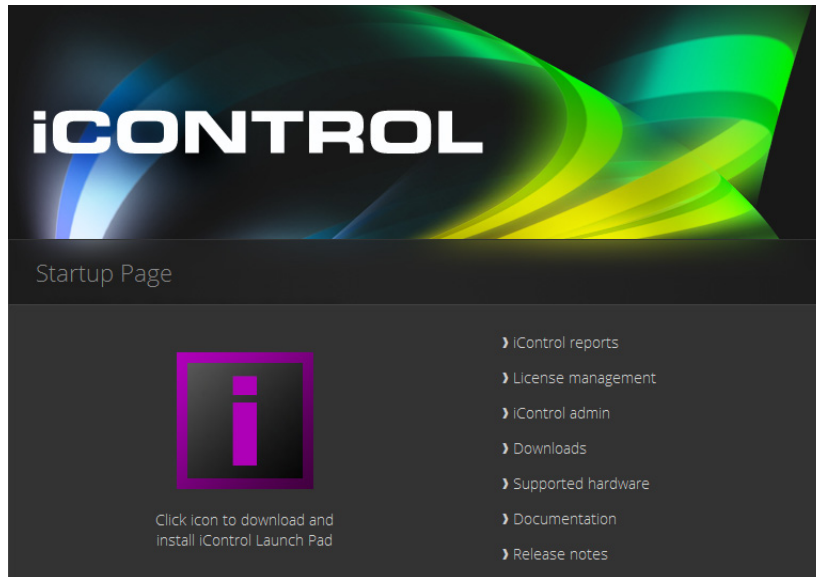 iCONTROL
Startup Page
i
Click icon to download and
install iControl Launch Pad
❱ iControl reports
❱ License management
❱ iControl admin
❱ Downloads
❱ Supported hardware
❱ Documentation
❱ Release notes